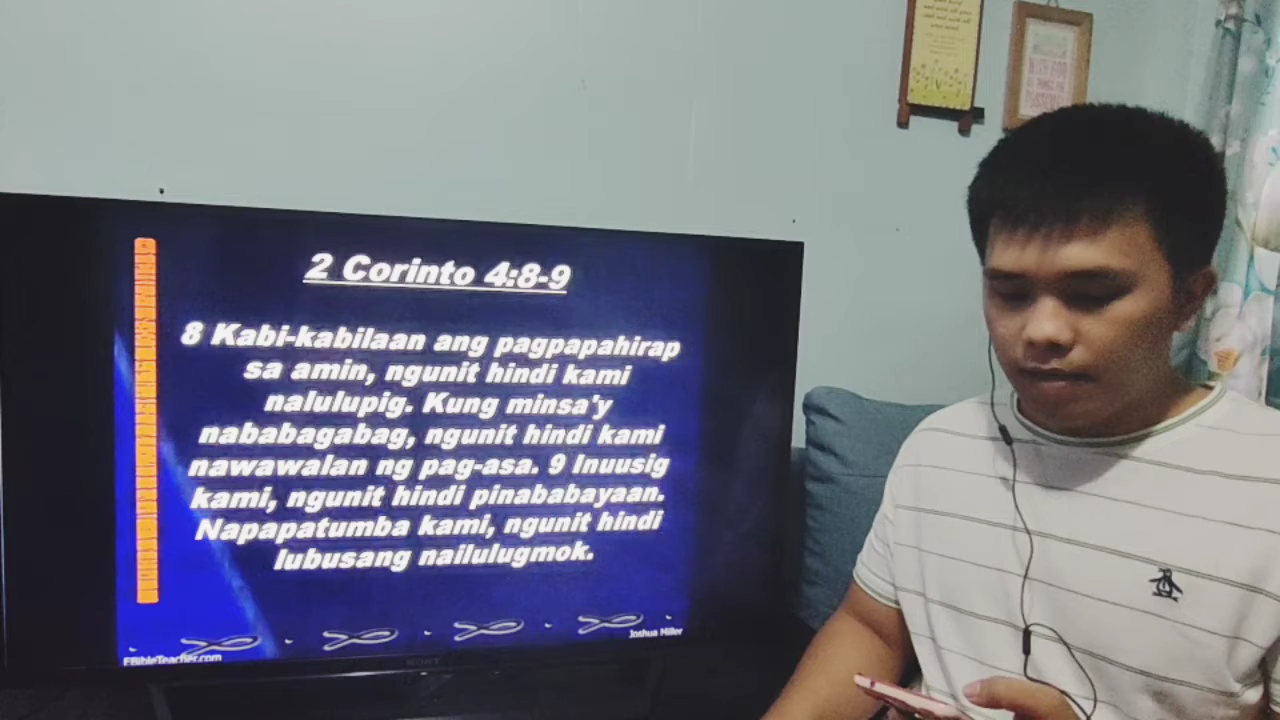 2 Corinto 4:8-9
8 Kabi-kabilaan ang pagpapahirap
sa amin, ngunit hindi kami
nalulupig. Kung minsa'y
nababagabag, ngunit hindi kami
nawawalan ng pag-asa. 9 Inuusig
kami, ngunit hindi pinababayaan.
Napapatumba kami, ngunit hindi
lubusang nailulugmok.
EBibleTeacher.com
Joshua Miller
SONY